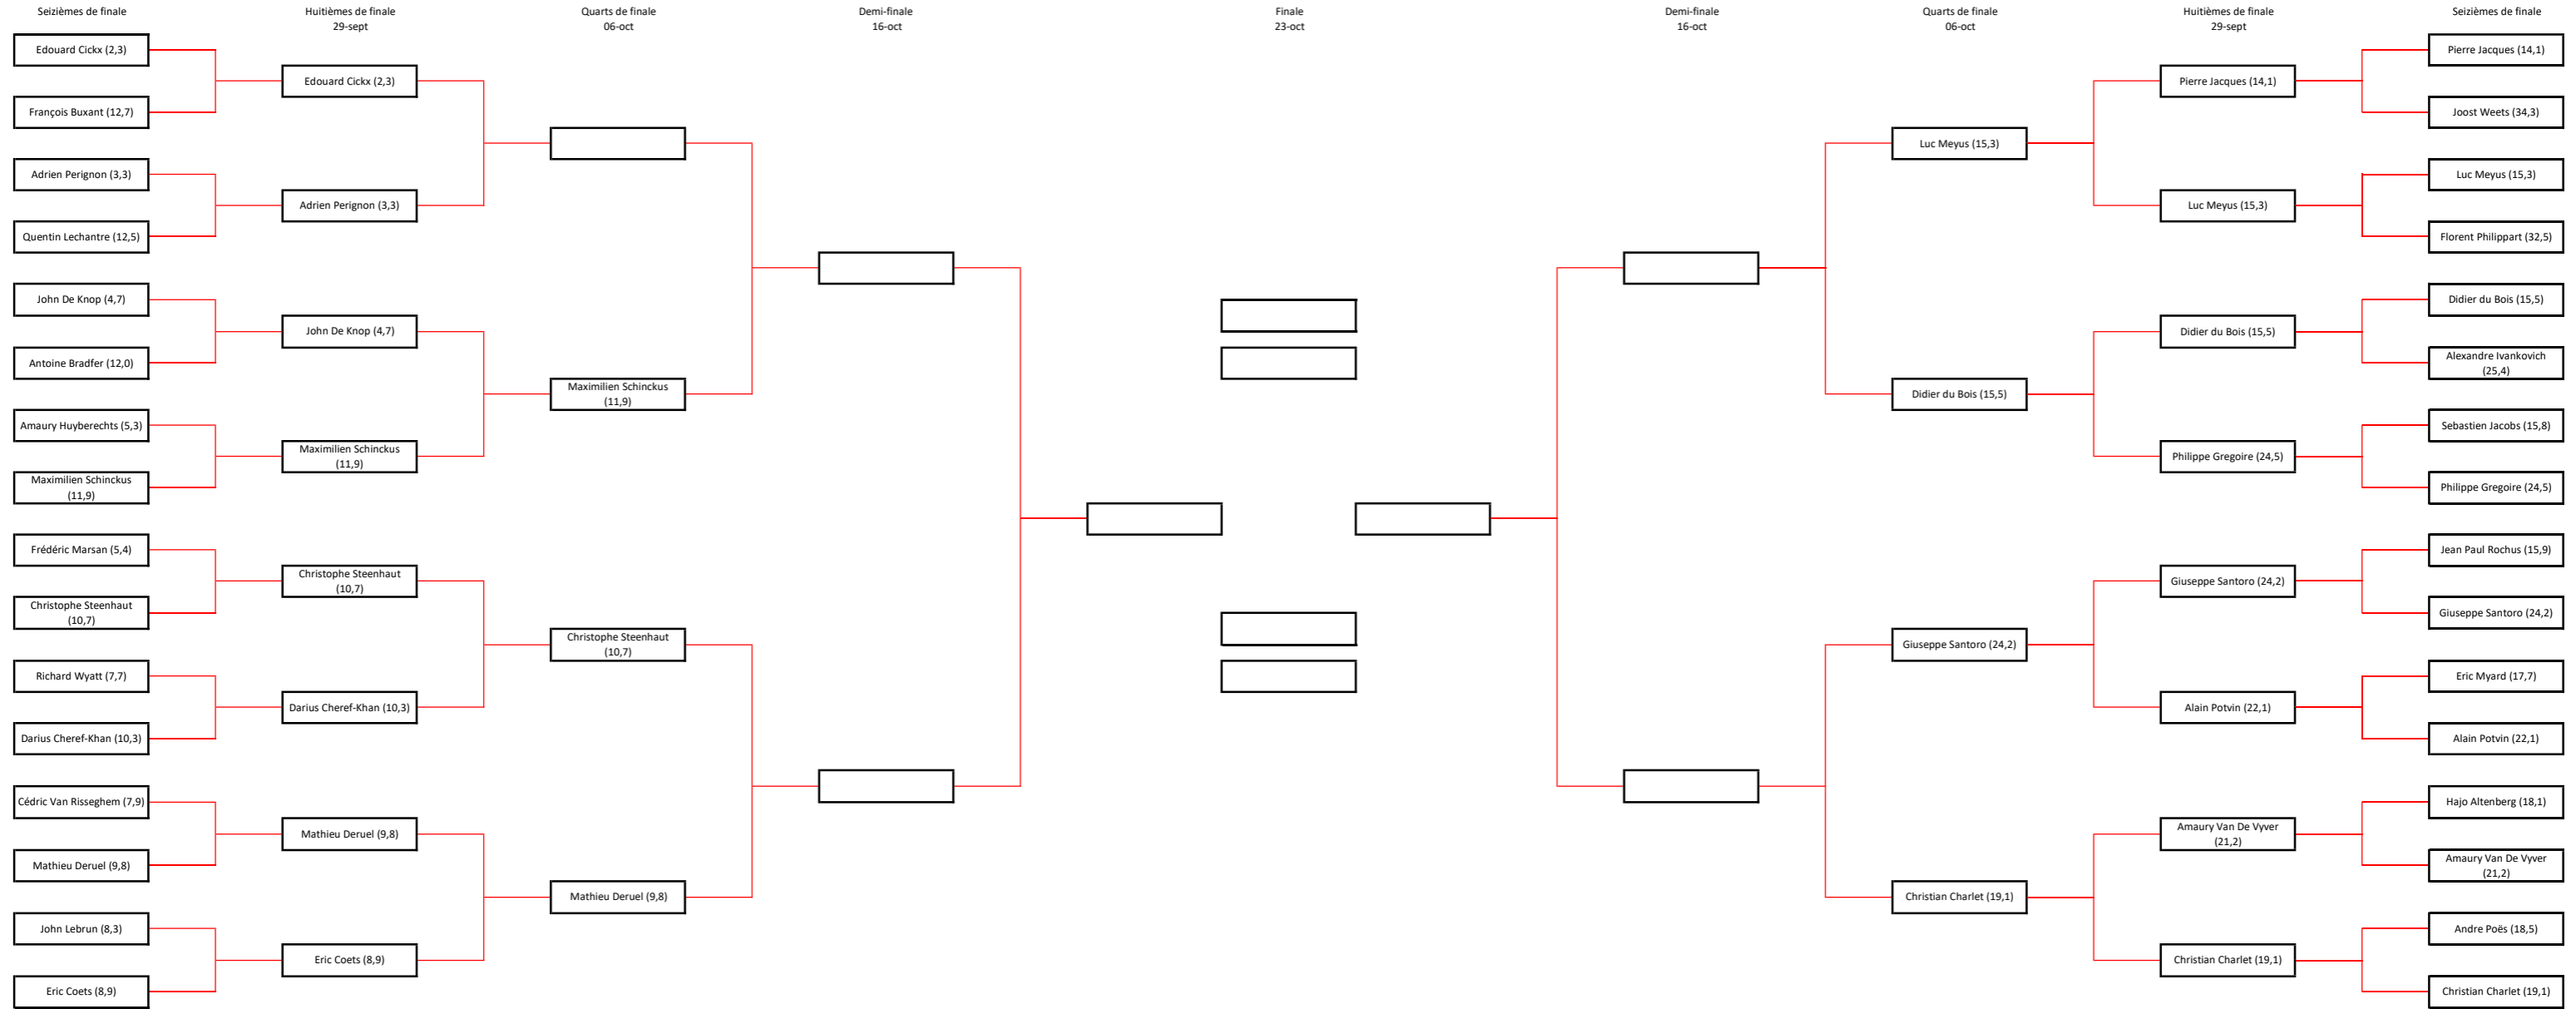 Seizièmes de finale
Huitièmes de finale
29-sept
Quarts de finale
06-oct
Demi-finale
16-oct
Finale
23-oct
Demi-finale
16-oct
Quarts de finale
06-oct
Huitièmes de finale
29-sept
Seizièmes de finale
Edouard Cickx (2,3)
François Buxant (12,7)
Adrien Perignon (3,3)
Quentin Lechantre (12,5)
John De Knop (4,7)
Antoine Bradfer (12,0)
Amaury Huyberechts (5,3)
Maximilien Schinckus
(11,9)
Frédéric Marsan (5,4)
Christophe Steenhaut
(10,7)
Richard Wyatt (7,7)
Darius Cheref-Khan (10,3)
Cédric Van Risseghem (7,9)
Mathieu Deruel (9,8)
John Lebrun (8,3)
Eric Coets (8,9)
Edouard Cickx (2,3)
Adrien Perignon (3,3)
John De Knop (4,7)
Maximilien Schinckus
(11,9)
Christophe Steenhaut
(10,7)
Darius Cheref-Khan (10,3)
Mathieu Deruel (9,8)
Eric Coets (8,9)
Maximilien Schinckus
(11,9)
Christophe Steenhaut
(10,7)
Mathieu Deruel (9,8)
Luc Meyus (15,3)
Didier du Bois (15,5)
Giuseppe Santoro (24,2)
Christian Charlet (19,1)
Pierre Jacques (14,1)
Luc Meyus (15,3)
Didier du Bois (15,5)
Philippe Gregoire (24,5)
Giuseppe Santoro (24,2)
Alain Potvin (22,1)
Amaury Van De Vyver
(21,2)
Christian Charlet (19,1)
Pierre Jacques (14,1)
Joost Weets (34,3)
Luc Meyus (15,3)
Florent Philippart (32,5)
Didier du Bois (15,5)
Alexandre Ivankovich
(25,4)
Sebastien Jacobs (15,8)
Philippe Gregoire (24,5)
Jean Paul Rochus (15,9)
Giuseppe Santoro (24,2)
Eric Myard (17,7)
Alain Potvin (22,1)
Hajo Altenberg (18,1)
Amaury Van De Vyver
(21,2)
Andre Poës (18,5)
Christian Charlet (19,1)